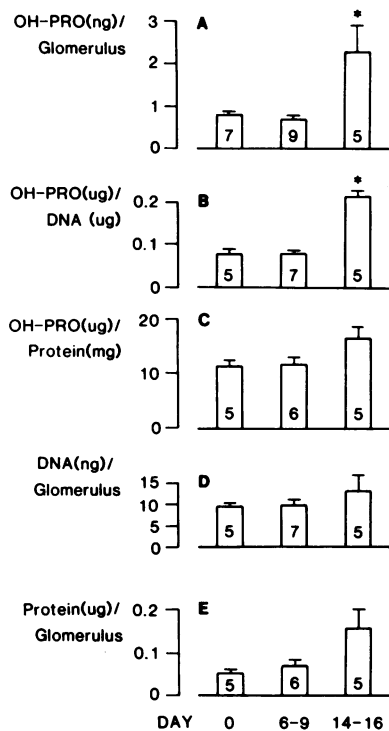 OH-PRO(ng)/
Glomerulus
3
2
1
0
A
*
7
9
5
OH-PRO(ug)/
DNA (ug)
0.2
0.1
0
B
*
5
7
5
OH-PRO(ug)/
Protein(mg)
20
10
0
C
5
6
5
DNA(ng)/
Glomerulus
15
10
5
0
D
5
7
5
Protein(ug)/
Glomerulus
0.2
0.1
0
E
5
6
5
DAY 0 6-9 14-16